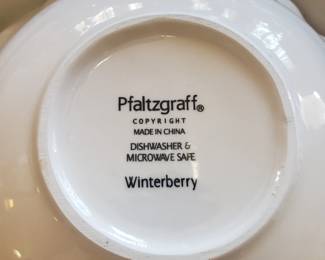 Pfaltzgraff®
COPYRIGHT
MADE IN CHINA
DISHWASHER &
MICROWAVE SAFE
Winterberry